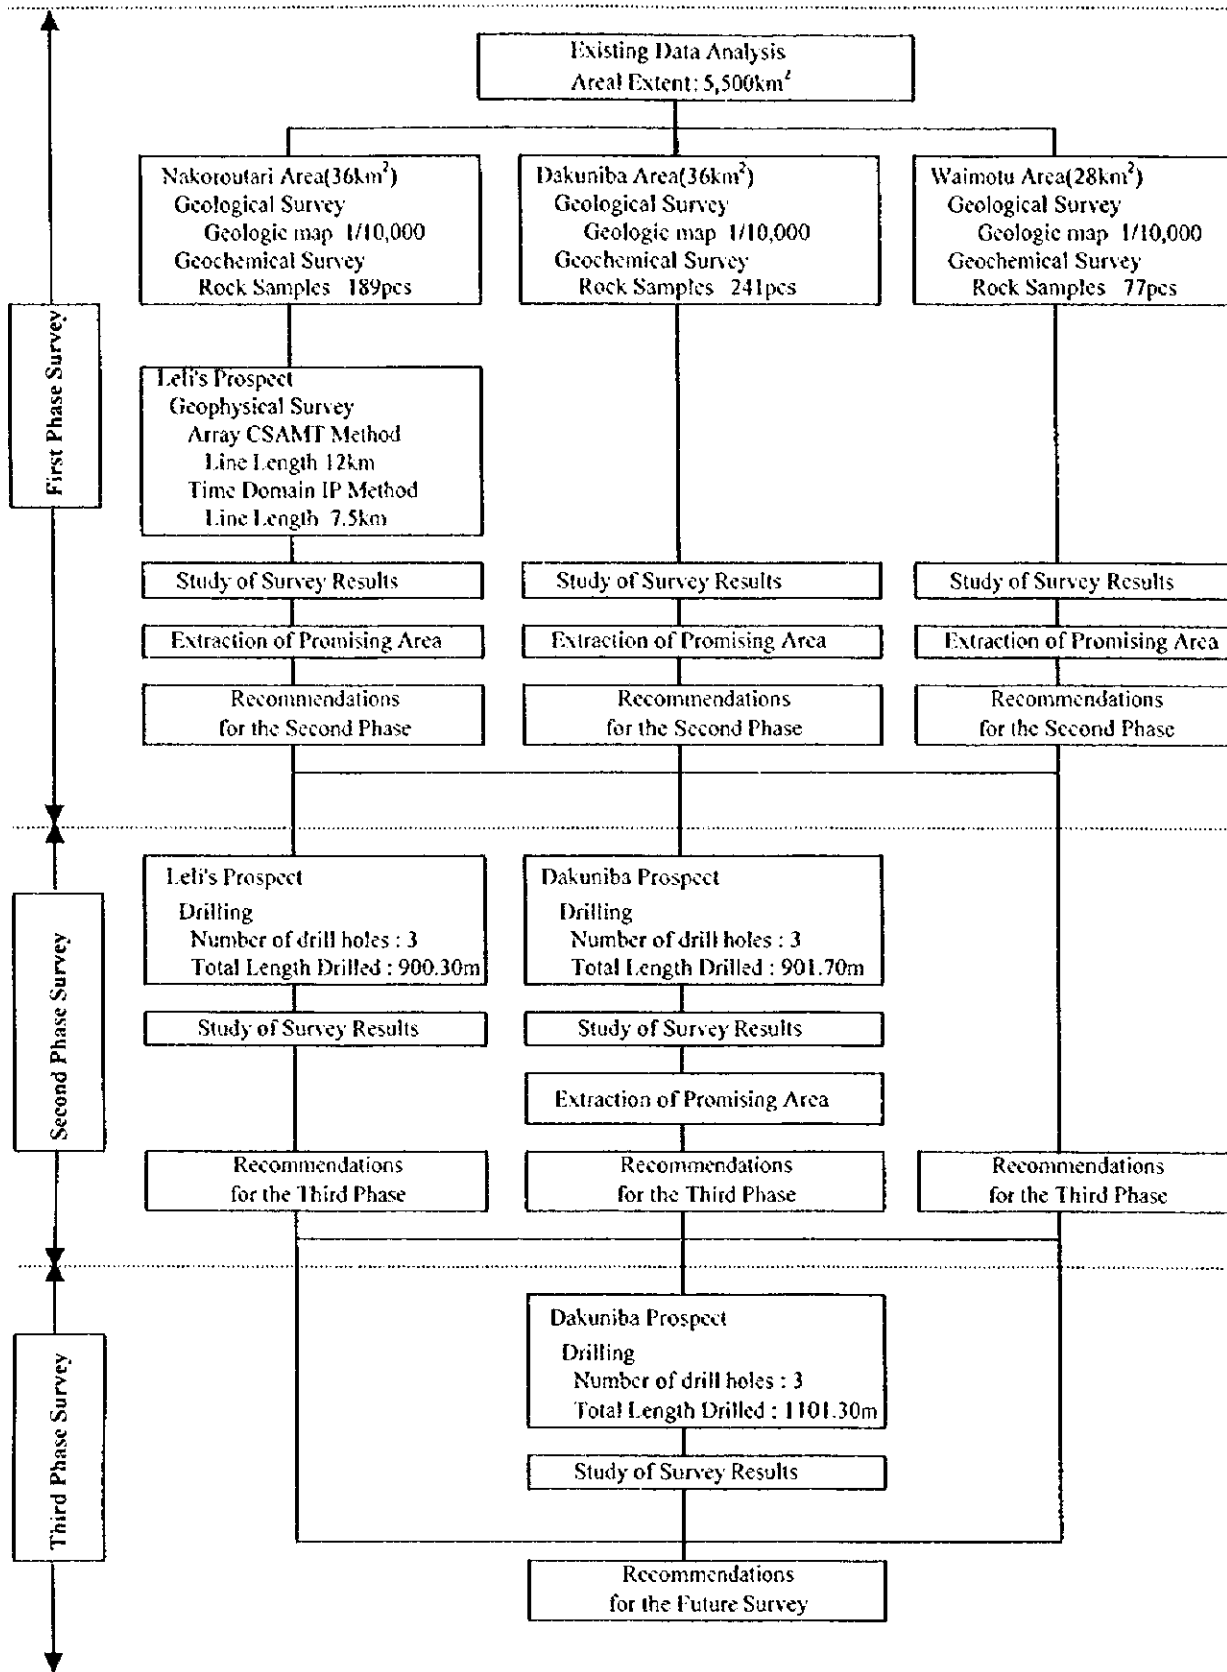 Existing Data Analysis
Areal Extent: 5,500km²
Nakoroutari Area(36km²)
Geological Survey
Geologic map 1/10,000
Geochemical Survey
Rock Samples 189pcs
Dakuniba Area(36km²)
Geological Survey
Geologic map 1/10,000
Geochemical Survey
Rock Samples 241pcs
Waimotu Area(28km²)
Geological Survey
Geologic map 1/10,000
Geochemical Survey
Rock Samples 77pcs
First Phase Survey
Leli's Prospect
Geophysical Survey
Array CSAMT Method
Line Length 12km
Time Domain IP Method
Line Length 7.5km
Study of Survey Results
Study of Survey Results
Study of Survey Results
Extraction of Promising Area
Extraction of Promising Area
Extraction of Promising Area
Recommendations
for the Second Phase
Recommendations
for the Second Phase
Recommendations
for the Second Phase
Second Phase Survey
Leli's Prospect
Drilling
Number of drill holes : 3
Total Length Drilled : 900.30m
Dakuniba Prospect
Drilling
Number of drill holes : 3
Total Length Drilled : 901.70m
Study of Survey Results
Study of Survey Results
Extraction of Promising Area
Recommendations
for the Third Phase
Recommendations
for the Third Phase
Recommendations
for the Third Phase
Third Phase Survey
Dakuniba Prospect
Drilling
Number of drill holes : 3
Total Length Drilled : 1101.30m
Study of Survey Results
Recommendations
for the Future Survey